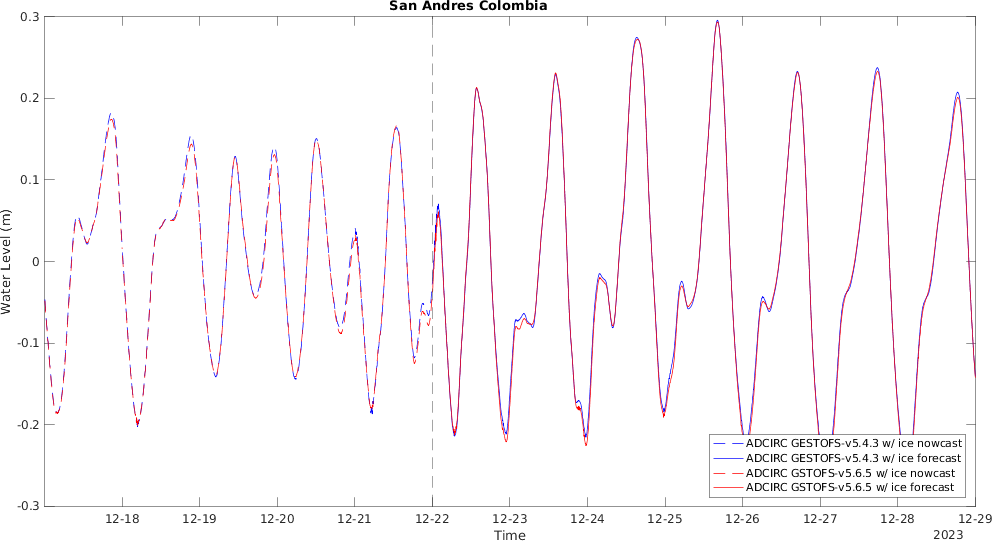 San Andres Colombia
0.3
0.2
0.1
0
-0.1
-0.2
-0.3
Water Level (m)
ADCIRC GESTOFS-v5.4.3 w/ ice nowcast
ADCIRC GESTOFS-v5.4.3 w/ ice forecast
ADCIRC GSTOFS-v5.6.5 w/ ice nowcast
ADCIRC GSTOFS-v5.6.5 w/ ice forecast
12-18 12-19 12-20 12-21 12-22 12-23 12-24 12-25 12-26 12-27 12-28 12-29
Time
2023